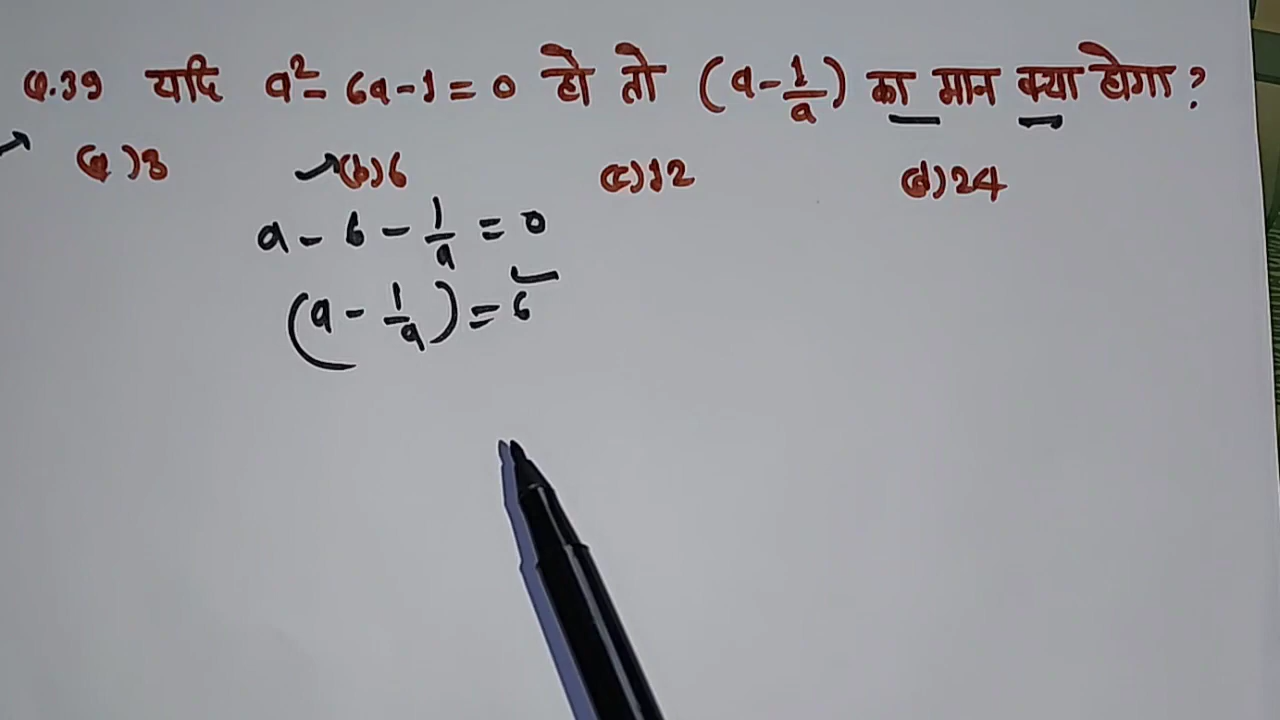 Q.39 यदि a²- 6a-1=0 हो तो (a-1/a) का मान क्या होगा?
(a)3 (b)6 (c)12 (d)24
a - 6 - 1/a = 0
(a - 1/a) = 6